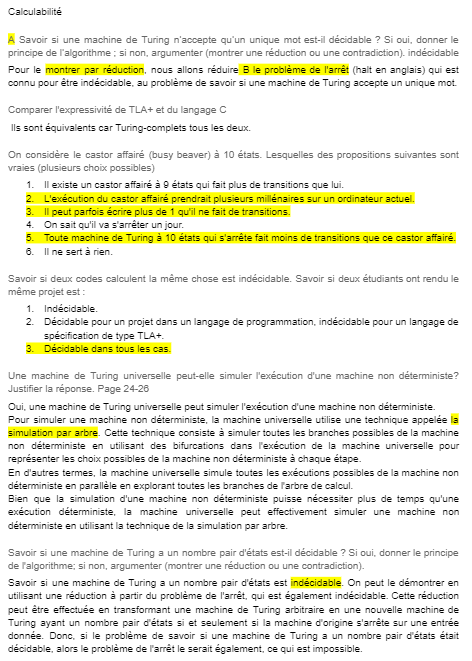 Calculabilité
A Savoir si une machine de Turing n'accepte qu'un unique mot est-il décidable ? Si oui, donner le
principe de l'algorithme ; si non, argumenter (montrer une réduction ou une contradiction). indécidable
Pour le montrer par réduction, nous allons réduire B le problème de l'arrêt (halt en anglais) qui est
connu pour être indécidable, au problème de savoir si une machine de Turing accepte un unique mot.
Comparer l'expressivité de TLA+ et du langage C
Ils sont équivalents car Turing-complets tous les deux.
On considère le castor affairé (busy beaver) à 10 états. Lesquelles des propositions suivantes sont
vraies (plusieurs choix possibles)
1. Il existe un castor affairé à 9 états qui fait plus de transitions que lui.
2. L'exécution du castor affairé prendrait plusieurs millénaires sur un ordinateur actuel.
3. Il peut parfois écrire plus de 1 qu'il ne fait de transitions.
4. On sait qu'il va s'arrêter un jour.
5. Toute machine de Turing à 10 états qui s'arrête fait moins de transitions que ce castor affairé.
6. Il ne sert à rien.
Savoir si deux codes calculent la même chose est indécidable. Savoir si deux étudiants ont rendu le
même projet est :
1. Indécidable.
2. Décidable pour un projet dans un langage de programmation, indécidable pour un langage de
spécification de type TLA+.
3. Décidable dans tous les cas.
Une machine de Turing universelle peut-elle simuler l'exécution d'une machine non déterministe?
Justifier la réponse. Page 24-26
Oui, une machine de Turing universelle peut simuler l'exécution d'une machine non déterministe.
Pour simuler une machine non déterministe, la machine universelle utilise une technique appelée la
simulation par arbre. Cette technique consiste à simuler toutes les branches possibles de la machine
non déterministe en utilisant des bifurcations dans l'exécution de la machine universelle pour
représenter les choix possibles de la machine non déterministe à chaque étape.
En d'autres termes, la machine universelle simule toutes les exécutions possibles de la machine non
déterministe en parallèle en explorant toutes les branches de l'arbre de calcul.
Bien que la simulation d'une machine non déterministe puisse nécessiter plus de temps qu'une
exécution déterministe, la machine universelle peut effectivement simuler une machine non
déterministe en utilisant la technique de la simulation par arbre.
Savoir si une machine de Turing a un nombre pair d'états est-il décidable ? Si oui, donner le principe
de l'algorithme; si non, argumenter (montrer une réduction ou une contradiction).
Savoir si une machine de Turing a un nombre pair d'états est indécidable. On peut le démontrer en
utilisant une réduction à partir du problème de l'arrêt, qui est également indécidable. Cette réduction
peut être effectuée en transformant une machine de Turing arbitraire en une nouvelle machine de
Turing ayant un nombre pair d'états si et seulement si la machine d'origine s'arrête sur une entrée
donnée. Donc, si le problème de savoir si une machine de Turing a un nombre pair d'états était
décidable, alors le problème de l'arrêt le serait également, ce qui est impossible.